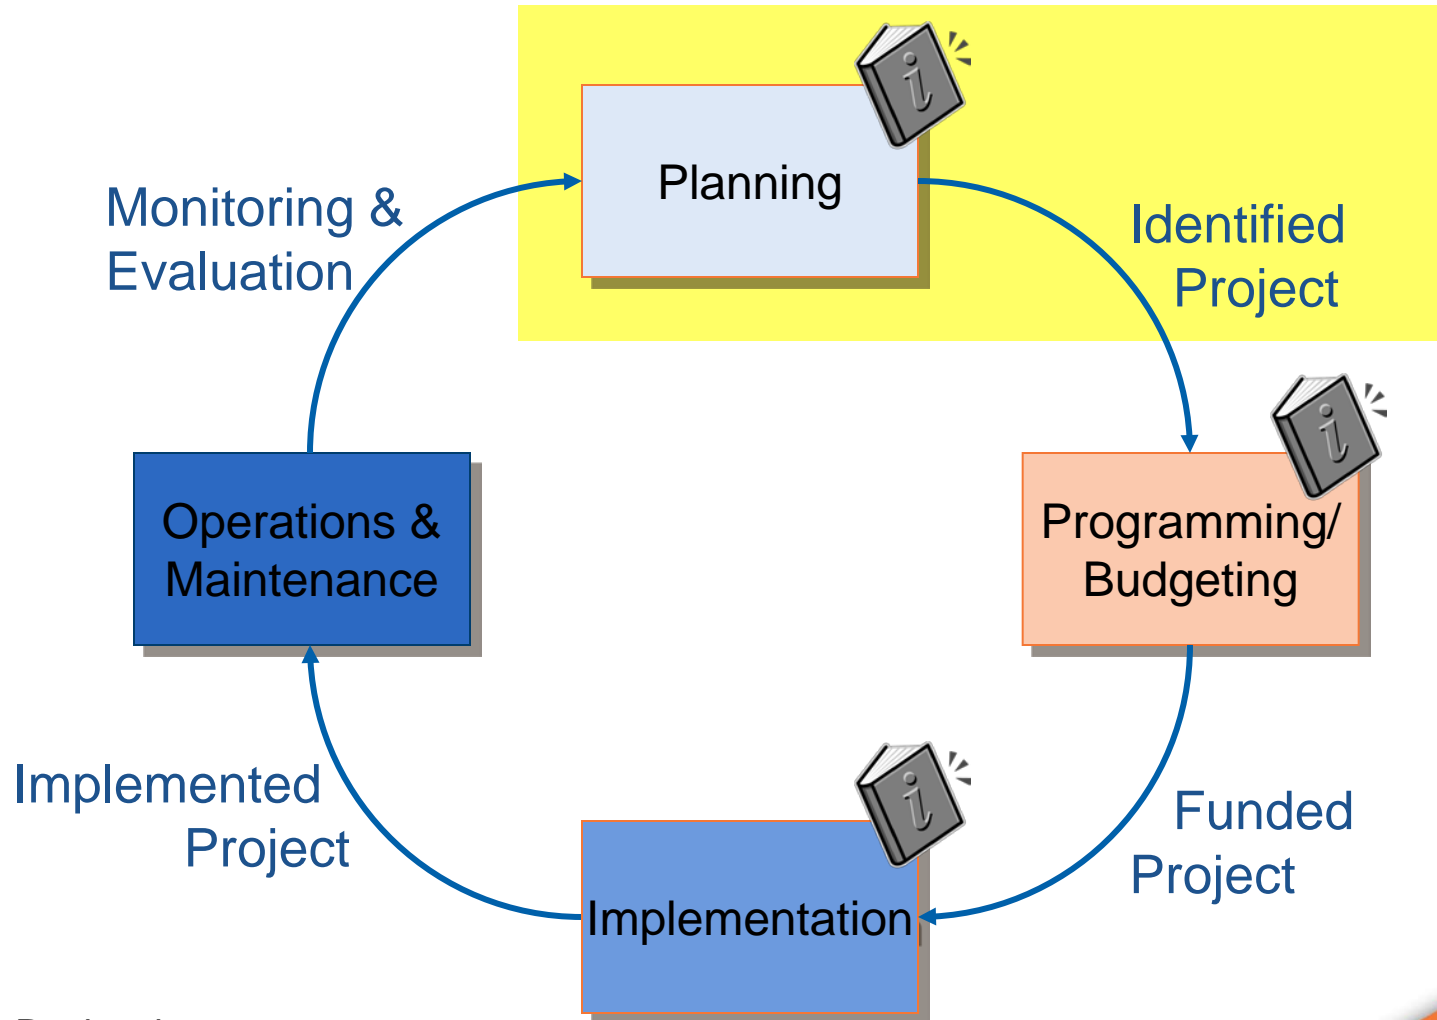 Planning
Monitoring &
Evaluation
Identified
Project
Operations &
Maintenance
Programming/
Budgeting
Implemented
Project
Funded
Project
Implementation
i
i
i